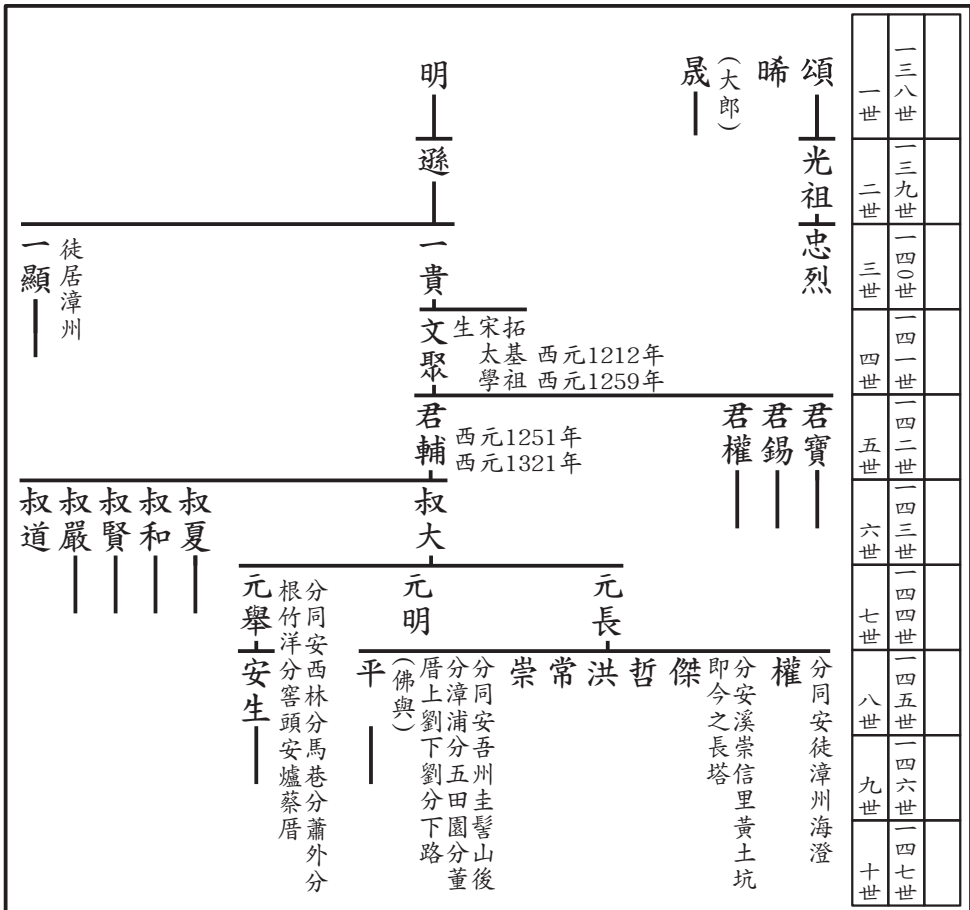 一三八世
一世
一三九世
二世
一四〇世
三世
一四一世
四世
一四二世
五世
一四三世
六世
一四四世
七世
一四五世
八世
一四六世
九世
一四七世
十世
頌
晞
晟
(大郎)
明
光祖
遜
忠烈
一貴
一顯
徒居漳州
文聚
生宋拓
太基 西元1212年
學祖 西元1259年
君寶
君錫
君權
君輔
西元1251年
西元1321年
叔大
叔夏
叔和
叔賢
叔嚴
叔道
元長
元明
元舉
分同安西林分馬巷分蕭外分
根竹洋分窖頭安爐蔡厝
分同安徒漳州海澄
權
分安溪崇信里黃土坑
即今之長塔
傑
哲
洪
常
崇
分同安吾州圭髻山後
分漳浦分五田園分董
厝上劉下劉分下路
(佛與)
平
安生